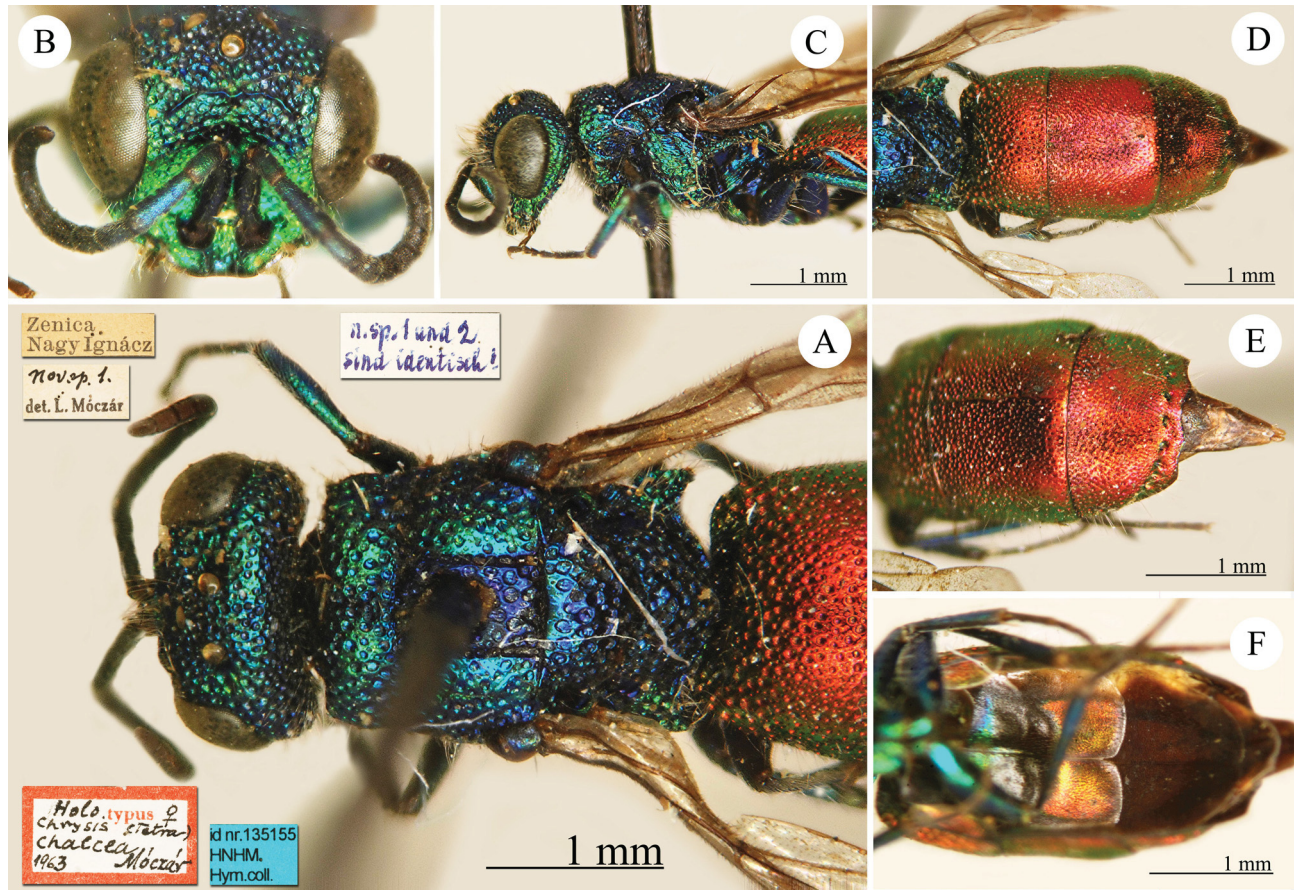 B
C
D
1 mm
1 mm
Zenica.
Nagy Ignácz
nov. sp. 1.
det. L. Móczár
n. sp. 1 und 2
sind identisch!
A
E
1 mm
F
1 mm
Holo typus ♀
Chrysis (Tetra)
chalcea
1963 Móczár
id nr.135155
HNHM.
Hym.coll.
1 mm